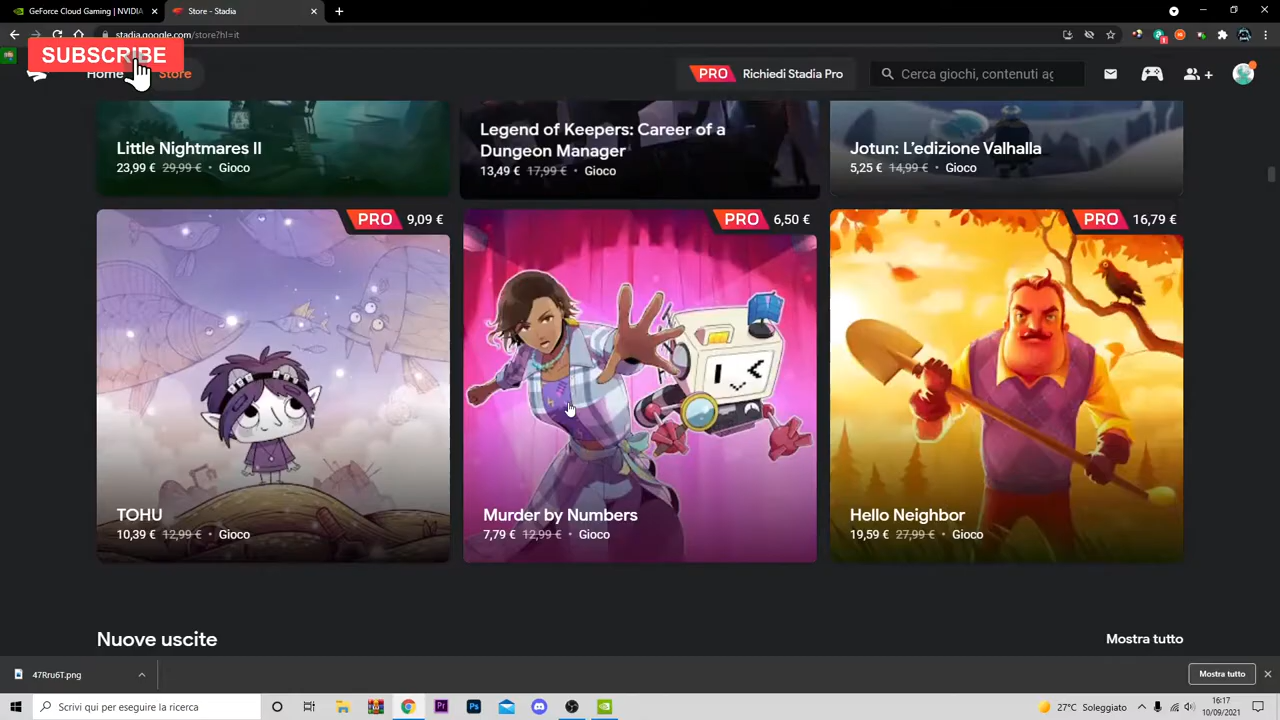 GeForce Cloud Gaming | NVIDIA
Store - Stadia
stadia.google.com/store?hl=it
SUBSCRIBE
Home
Store
PRO Richiedi Stadia Pro
Cerca giochi, contenuti ag
Little Nightmares II
23,99 € 29,99 € • Gioco
Legend of Keepers: Career of a
Dungeon Manager
13,49 € 17,99 € • Gioco
Jotun: L'edizione Valhalla
5,25 € 14,99 € • Gioco
PRO 9,09 €
TOHU
10,39 € 12,99 € • Gioco
PRO 6,50 €
Murder by Numbers
7,79 € 12,99 € • Gioco
PRO 16,79 €
Hello Neighbor
19,59 € 27,99 € • Gioco
Nuove uscite
Mostra tutto
47Rru6T.png
Mostra tutto
Scrivi qui per eseguire la ricerca
Pr
Ps
27°C Soleggiato
16:17
10/09/2021